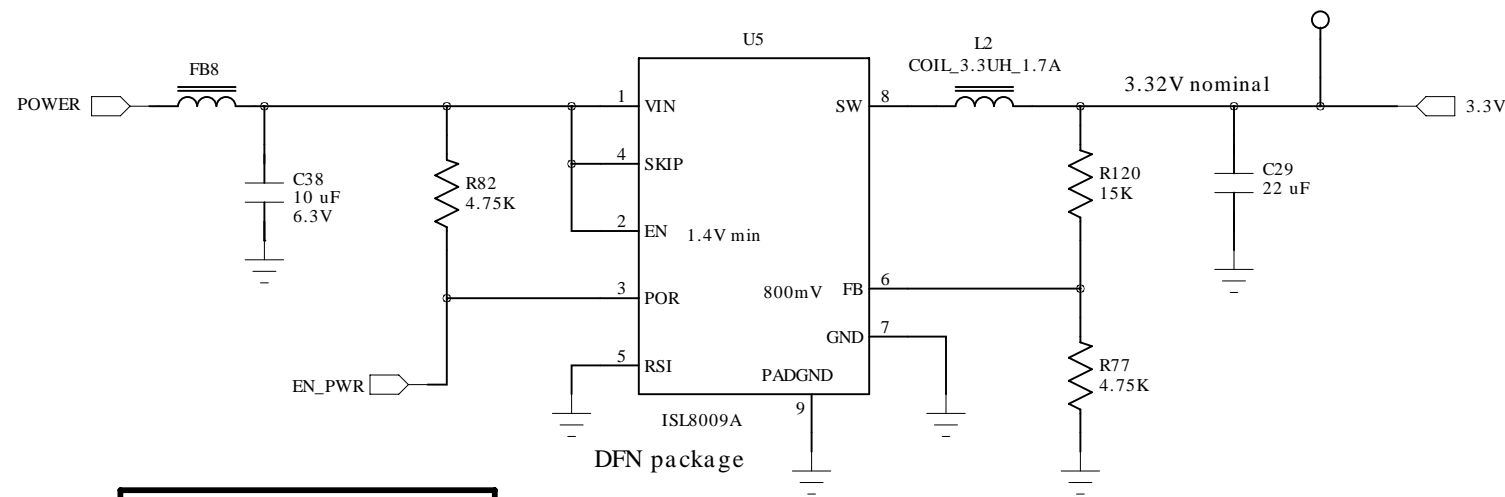 U5
L2
COIL_3.3UH_1.7A
FB8
3.32V nominal
POWER
1
VIN
SW
8
3.3V
4
SKIP
C38
10 uF
6.3V
R82
4.75K
R120
15K
C29
22 uF
2
EN
1.4V min
3
POR
800mV
FB
6
GND
7
5
RSI
PADGND
EN_PWR
R77
4.75K
9
ISL8009A
DFN package